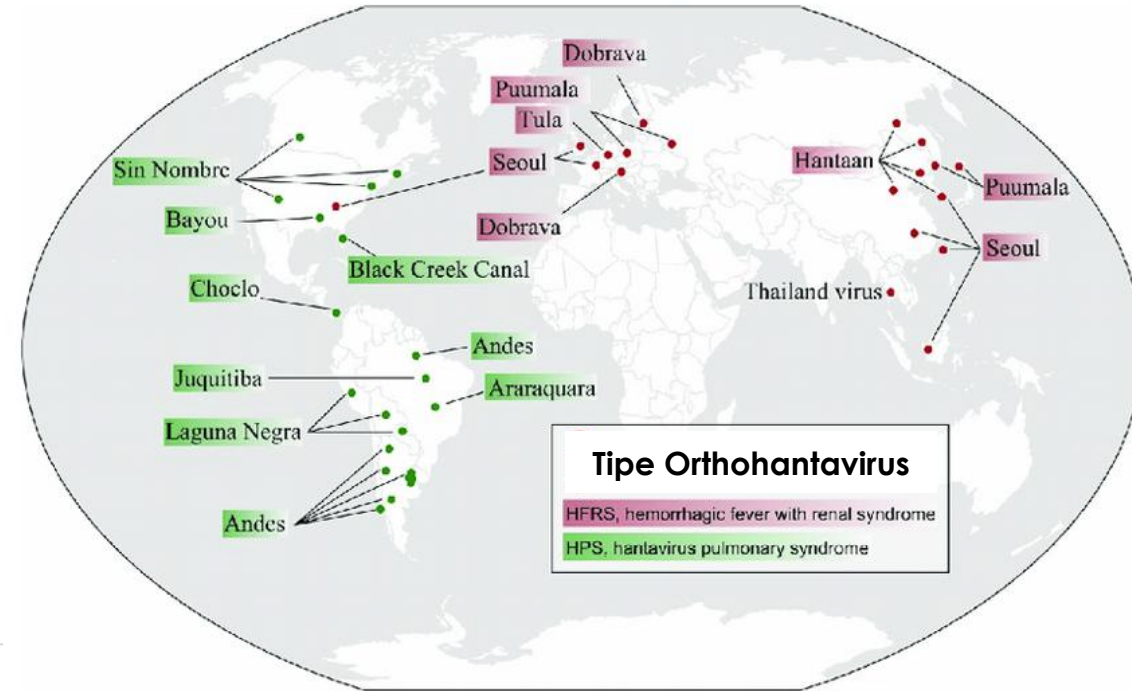 Dobrava
Puumala
Tula
Seoul
Dobrava
Hantaan
Puumala
Seoul
Thailand virus
Sin Nombre
Bayou
Black Creek Canal
Choclo
Andes
Juquitiba
Araraquara
Laguna Negra
Andes
Tipe Orthohantavirus
HFRS, hemorrhagic fever with renal syndrome
HPS, hantavirus pulmonary syndrome